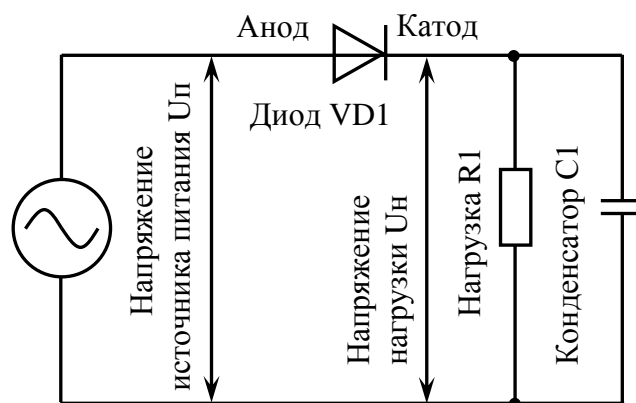 Анод
Катод
Диод VD1
Напряжение
источника питания Uп
Напряжение
нагрузки Uн
Нагрузка R1
Конденсатор C1